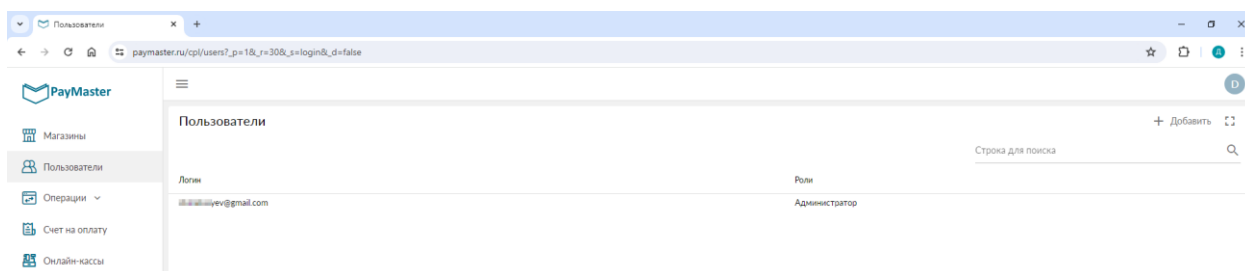 Пользователи
paymaster.ru/cpl/users?_p=1&_r=30&_s=login&_d=false
PayMaster
D
Пользователи
Добавить
Магазины
Строка для поиска
Пользователи
Логин Роли
Операции
yev@gmail.com Администратор
Счет на оплату
Онлайн-кассы